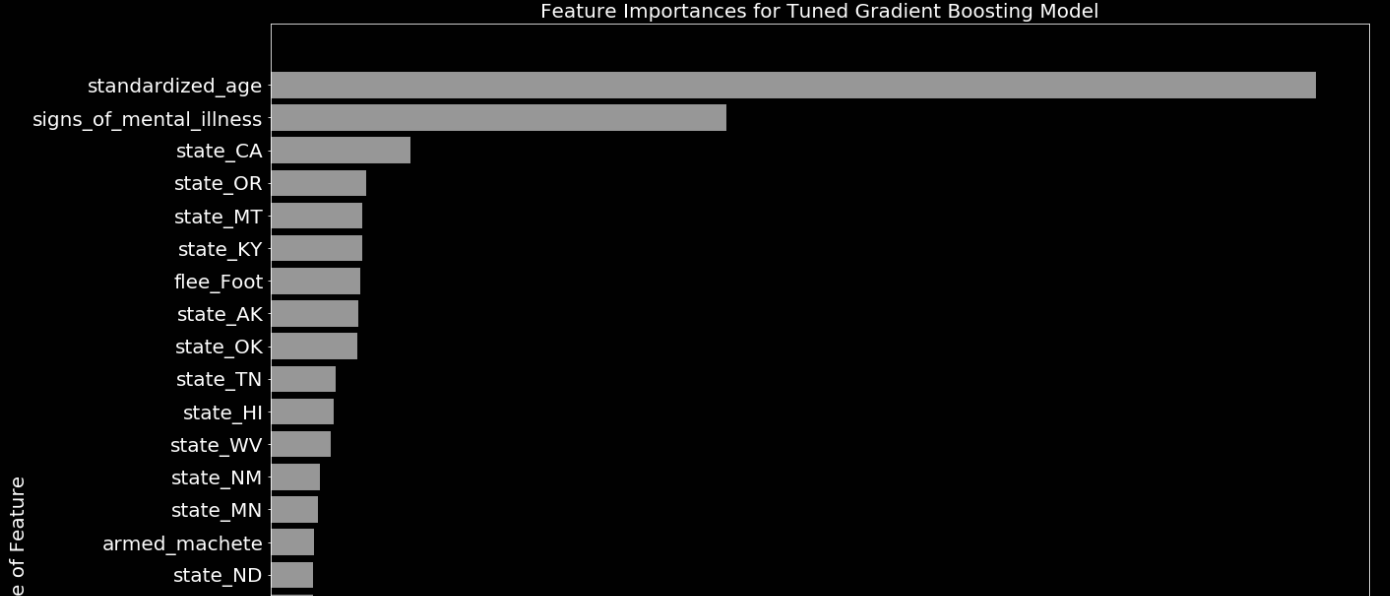 Feature Importances for Tuned Gradient Boosting Model
standardized_age
signs_of_mental_illness
state_CA
state_OR
state_MT
state_KY
flee_Foot
state_AK
state_OK
state_TN
state_HI
state_WV
state_NM
state_MN
armed_machete
state_ND
e of Feature